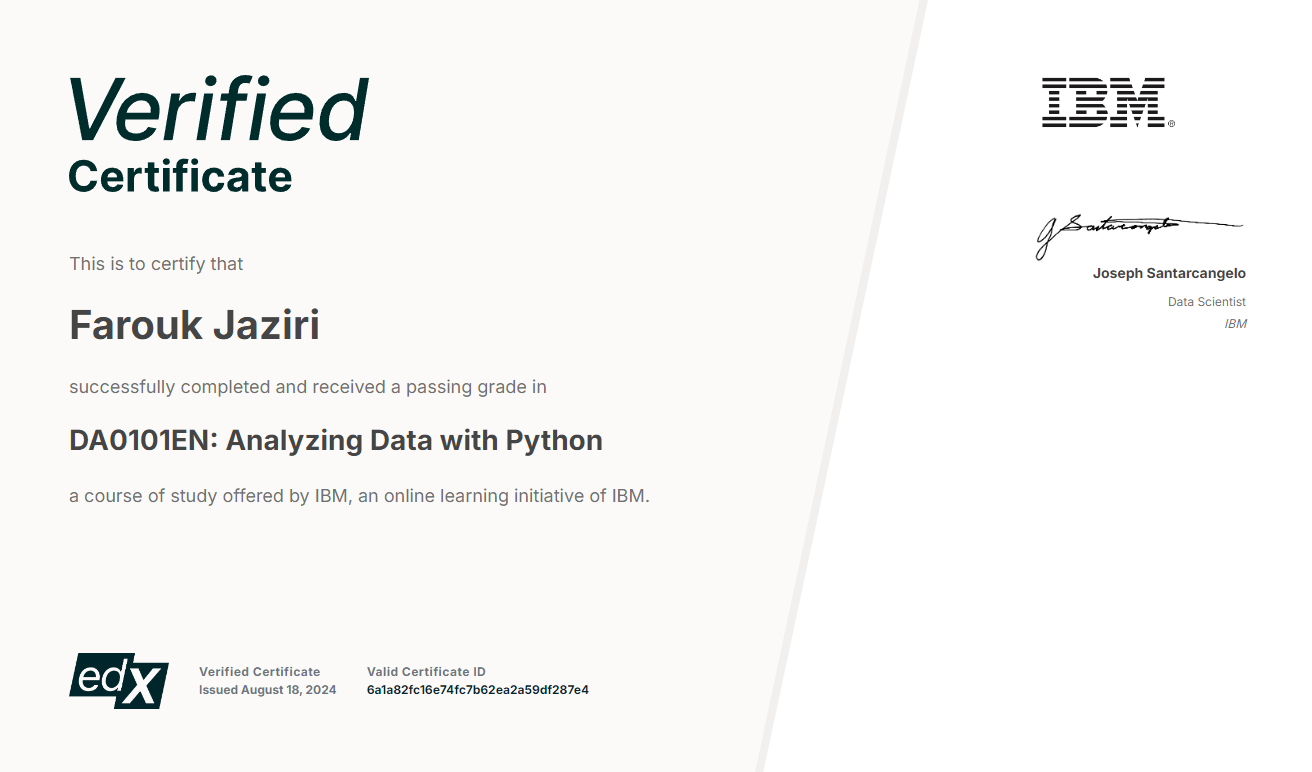 Verified
Certificate
This is to certify that
Farouk Jaziri
successfully completed and received a passing grade in
DA0101EN: Analyzing Data with Python
a course of study offered by IBM, an online learning initiative of IBM.
edX
Verified Certificate
Issued August 18, 2024
Valid Certificate ID
6a1a82fc16e74fc7b62ea2a59df287e4
IBM®
J Santarcangelo
Joseph Santarcangelo
Data Scientist
IBM